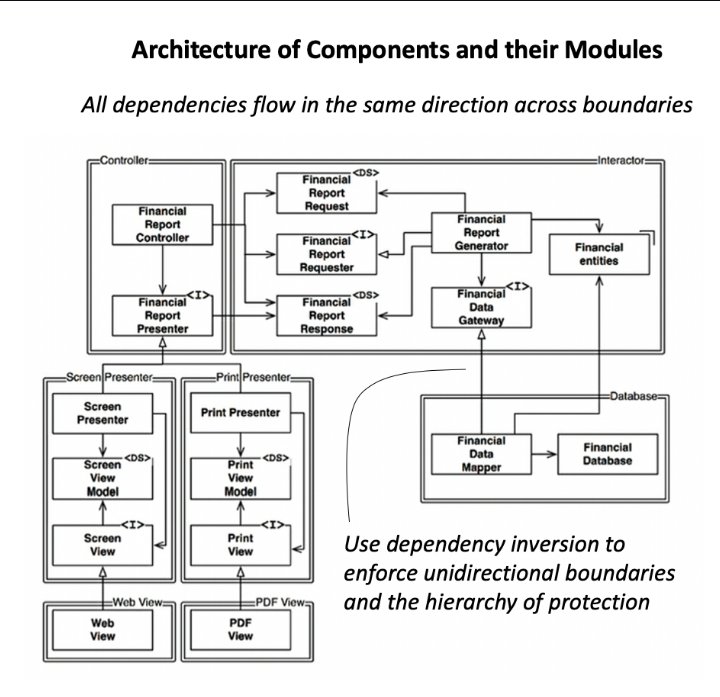 Architecture of Components and their Modules
All dependencies flow in the same direction across boundaries
Controller
Interactor
Financial
Report
Controller
<I>
Financial
Report
Presenter
<DS>
Financial
Report
Request
<I>
Financial
Report
Requester
<DS>
Financial
Report
Response
Financial
Report
Generator
<I>
Financial
Data
Gateway
Financial
entities
Screen Presenter
Screen
Presenter
<DS>
Screen
View
Model
<I>
Screen
View
Print Presenter
Print Presenter
<DS>
Print
View
Model
<I>
Print
View
Database
Financial
Data
Mapper
Financial
Database
Web View
Web
View
PDF View
PDF
View
Use dependency inversion to
enforce unidirectional boundaries
and the hierarchy of protection